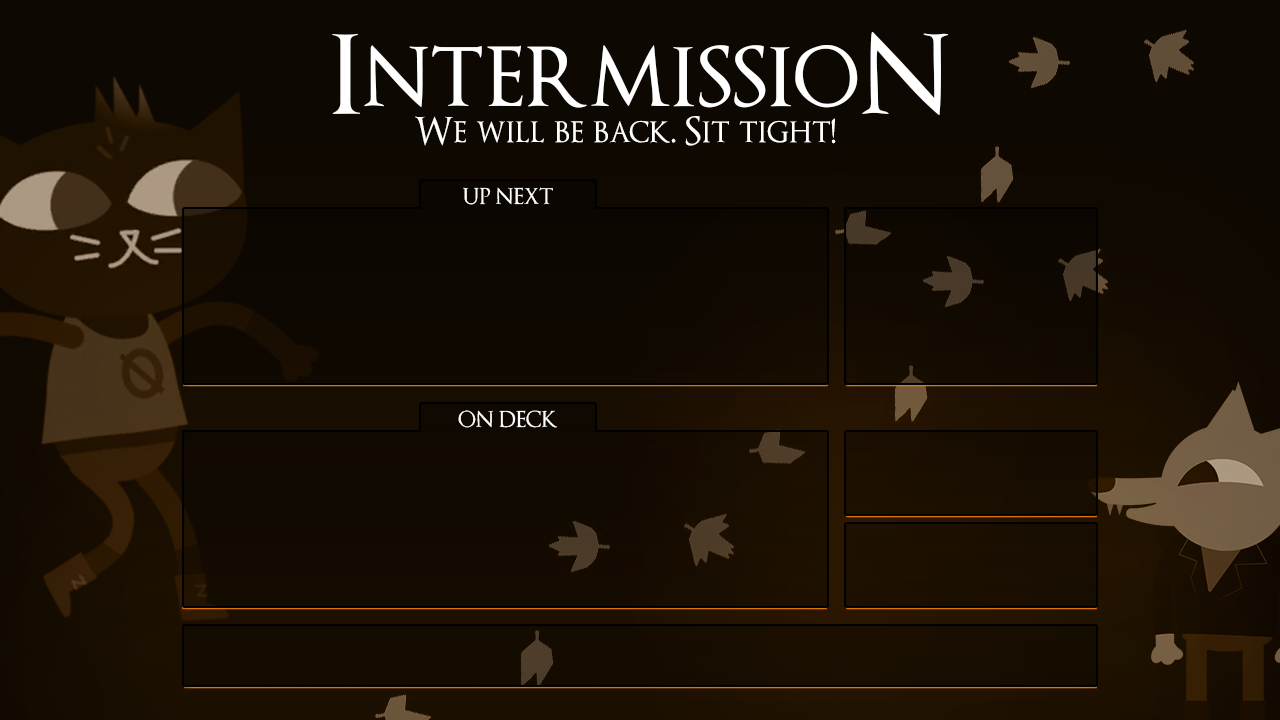 INTERMISSION
WE WILL BE BACK. SIT TIGHT!
UP NEXT
ON DECK
N
Z